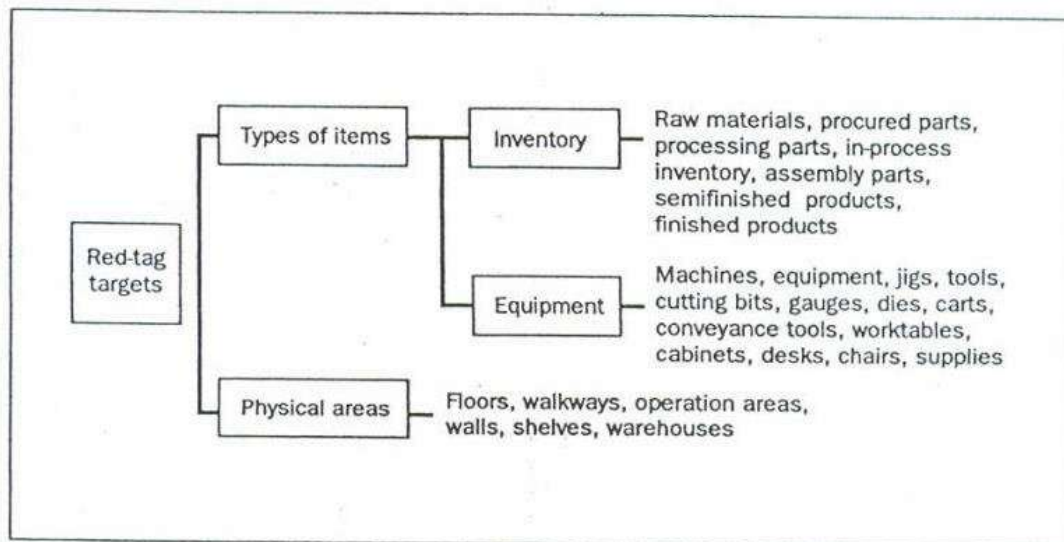 Red-tag
targets
Types of items
Inventory
Raw materials, procured parts,
processing parts, in-process
inventory, assembly parts,
semifinished products,
finished products
Equipment
Machines, equipment, jigs, tools,
cutting bits, gauges, dies, carts,
conveyance tools, worktables,
cabinets, desks, chairs, supplies
Physical areas
Floors, walkways, operation areas,
walls, shelves, warehouses